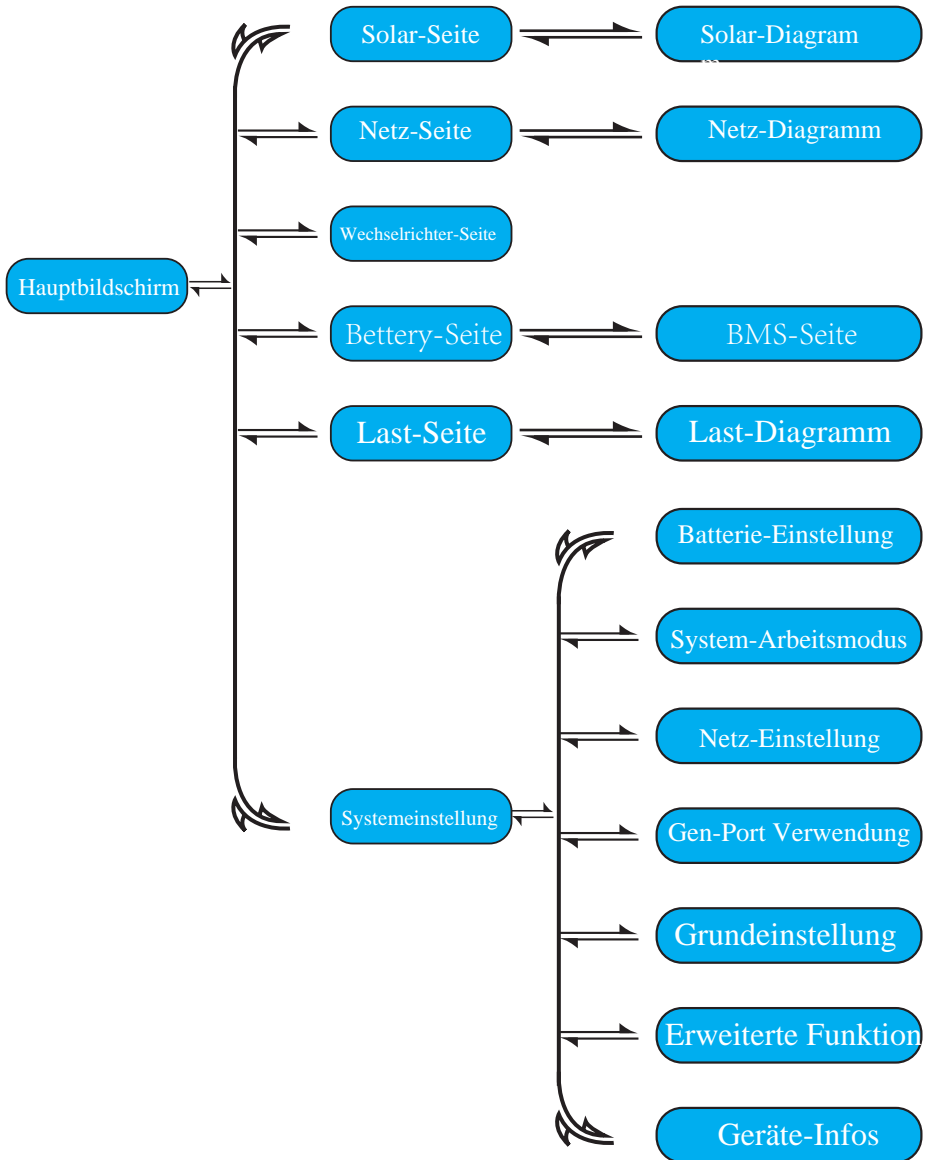 Solar-Seite
Solar-Diagram
m
Netz-Seite
Netz-Diagramm
Wechselrichter-Seite
Hauptbildschirm
Bettery-Seite
BMS-Seite
Last-Seite
Last-Diagramm
Batterie-Einstellung
System-Arbeitsmodus
Netz-Einstellung
Systemeinstellung
Gen-Port Verwendung
Grundeinstellung
Erweiterte Funktion
Geräte-Infos